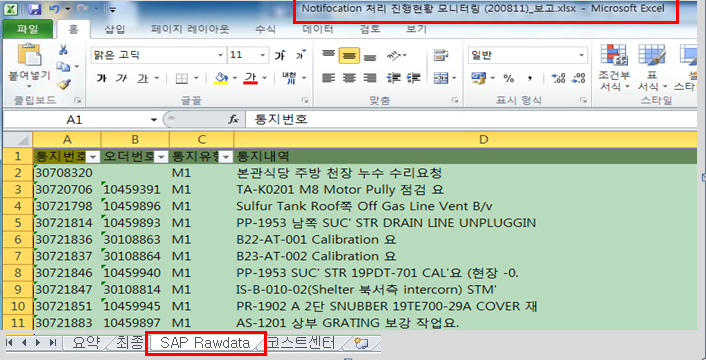 Notifocation 처리 진행현황 모니터링 (200811)_보고.xlsx - Microsoft Excel
파일 홈 삽입 페이지 레이아웃 수식 데이터 검토 보기
붙여넣기 맑은 고딕 11 가 가 일반 조건부 서식 표 서식 스타
가 가 가 내천 % ,
클립보드 글꼴 맞춤 표시 형식 스타일
A1 fx 통지번호
A B C D
1 통지번호 오더번호 통지유형 통지내역
2 30708320 M1 본관식당 주방 천장 누수 수리요청
3 30720706 10459391 M1 TA-K0201 M8 Motor Pully 점검 요
4 30721798 10459896 M1 Sulfur Tank Roof쪽 Off Gas Line Vent B/v
5 30721814 10459893 M1 PP-1953 남쪽 SUC' STR DRAIN LINE UNPLUGGIN
6 30721836 30108863 M1 B22-AT-001 Calibration 요
7 30721837 30108864 M1 B23-AT-002 Calibration 요
8 30721846 10459940 M1 PP-1953 SUC' STR 19PDT-701 CAL'요 (현장 -0.
9 30721847 30108814 M1 IS-B-010-02(Shelter 북서측 intercorn) STM'
10 30721851 10459945 M1 PR-1902 A 2단 SNUBBER 19TE700-29A COVER 재
11 30721883 10459897 M1 AS-1201 상부 GRATING 보강 작업요.
요약 최종 SAP Rawdata 코스트센터